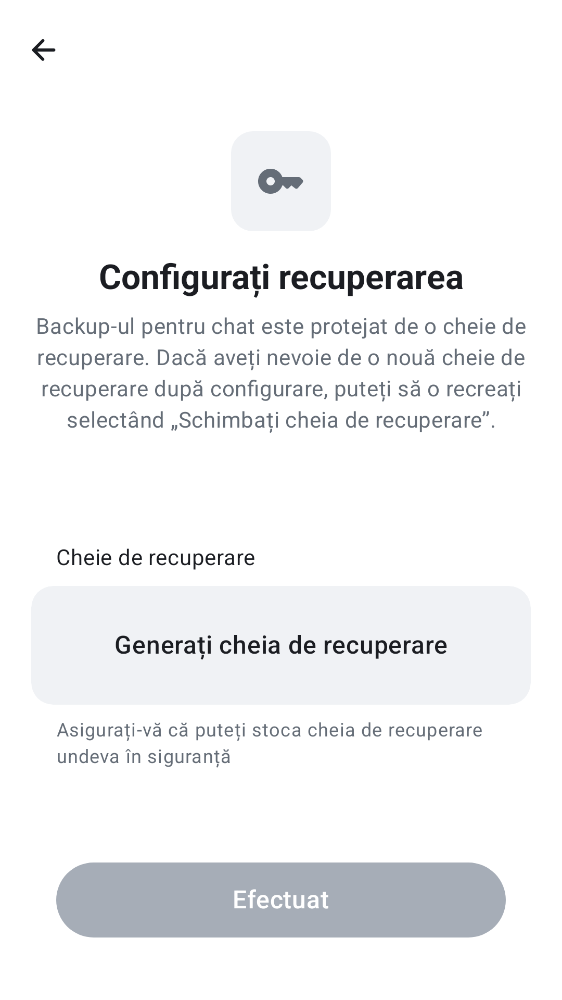 Configurați recuperarea
Backup-ul pentru chat este protejat de o cheie de
recuperare. Dacă aveți nevoie de o nouă cheie de
recuperare după configurare, puteți să o recreați
selectând „Schimbați cheia de recuperare”.
Cheie de recuperare
Generați cheia de recuperare
Asigurați-vă că puteți stoca cheia de recuperare
undeva în siguranță
Efectuat